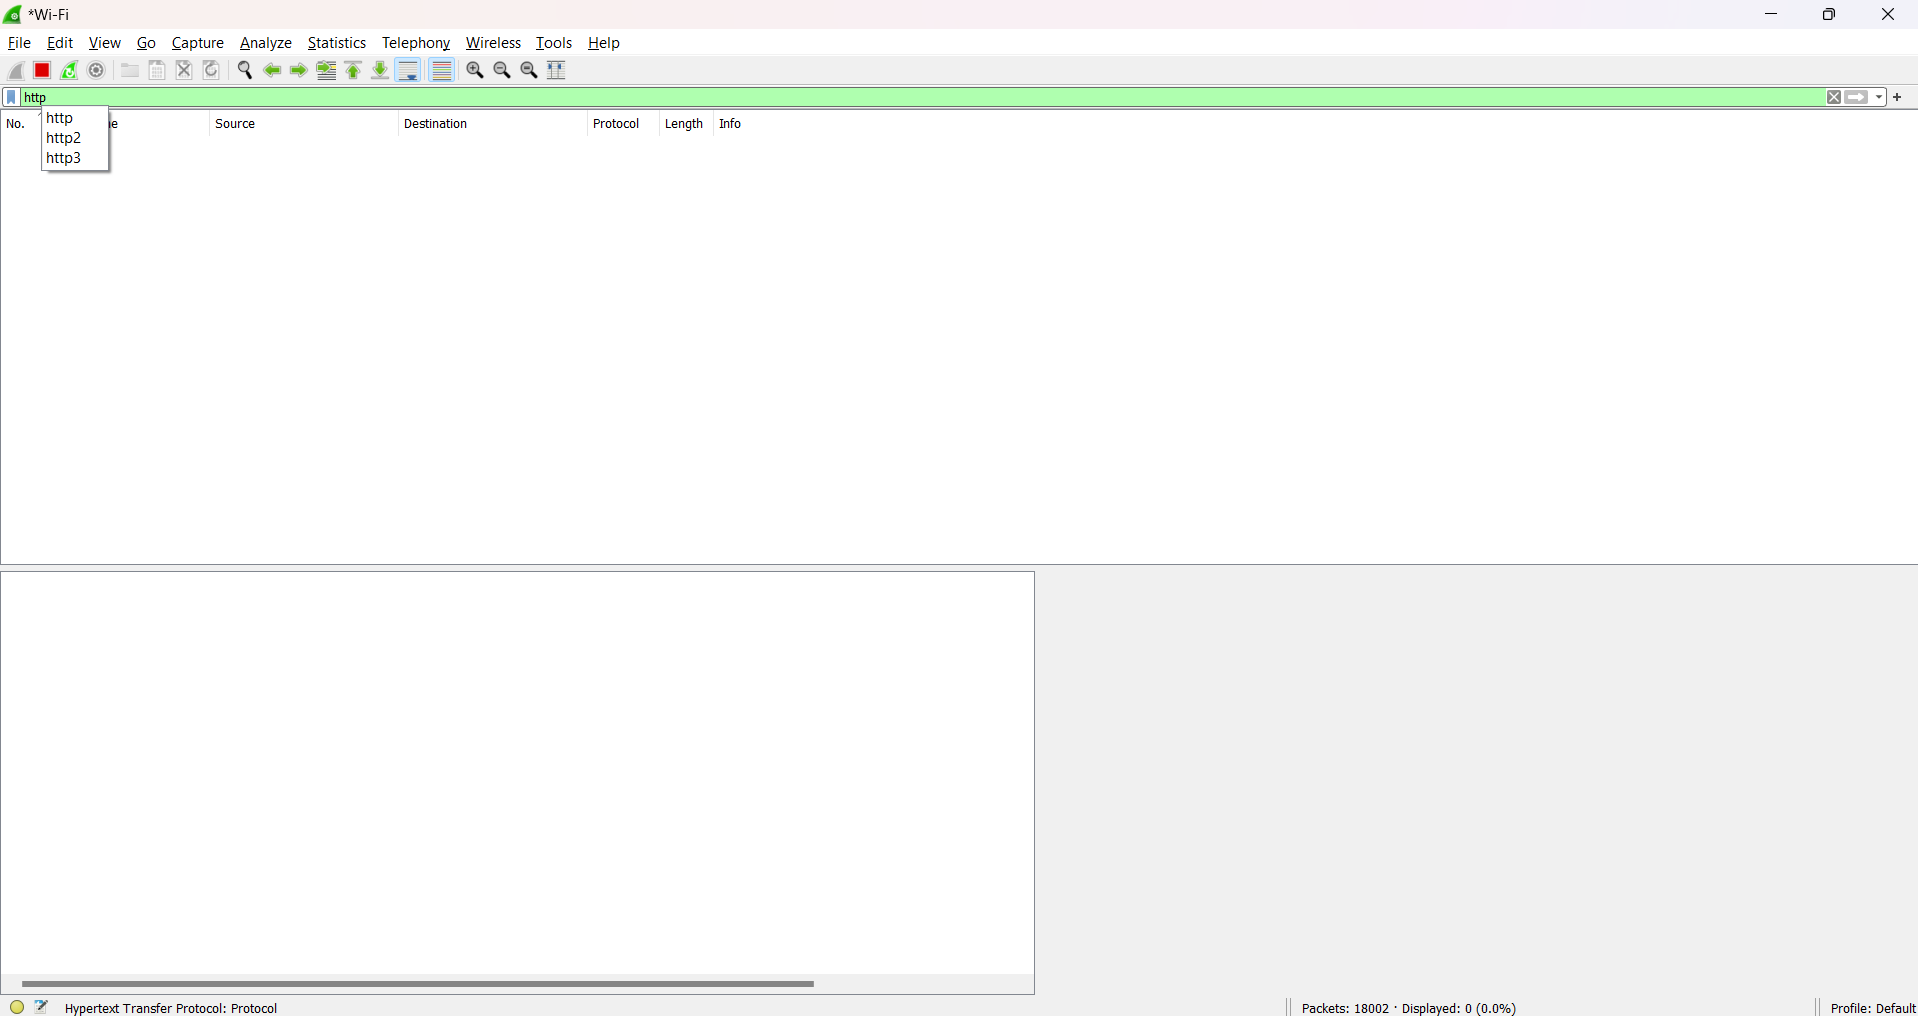 *Wi-Fi
File Edit View Go Capture Analyze Statistics Telephony Wireless Tools Help
http
No. Source Destination Protocol Length Info
http
http2
http3
Hypertext Transfer Protocol: Protocol Packets: 18002 · Displayed: 0 (0.0%) Profile: Default